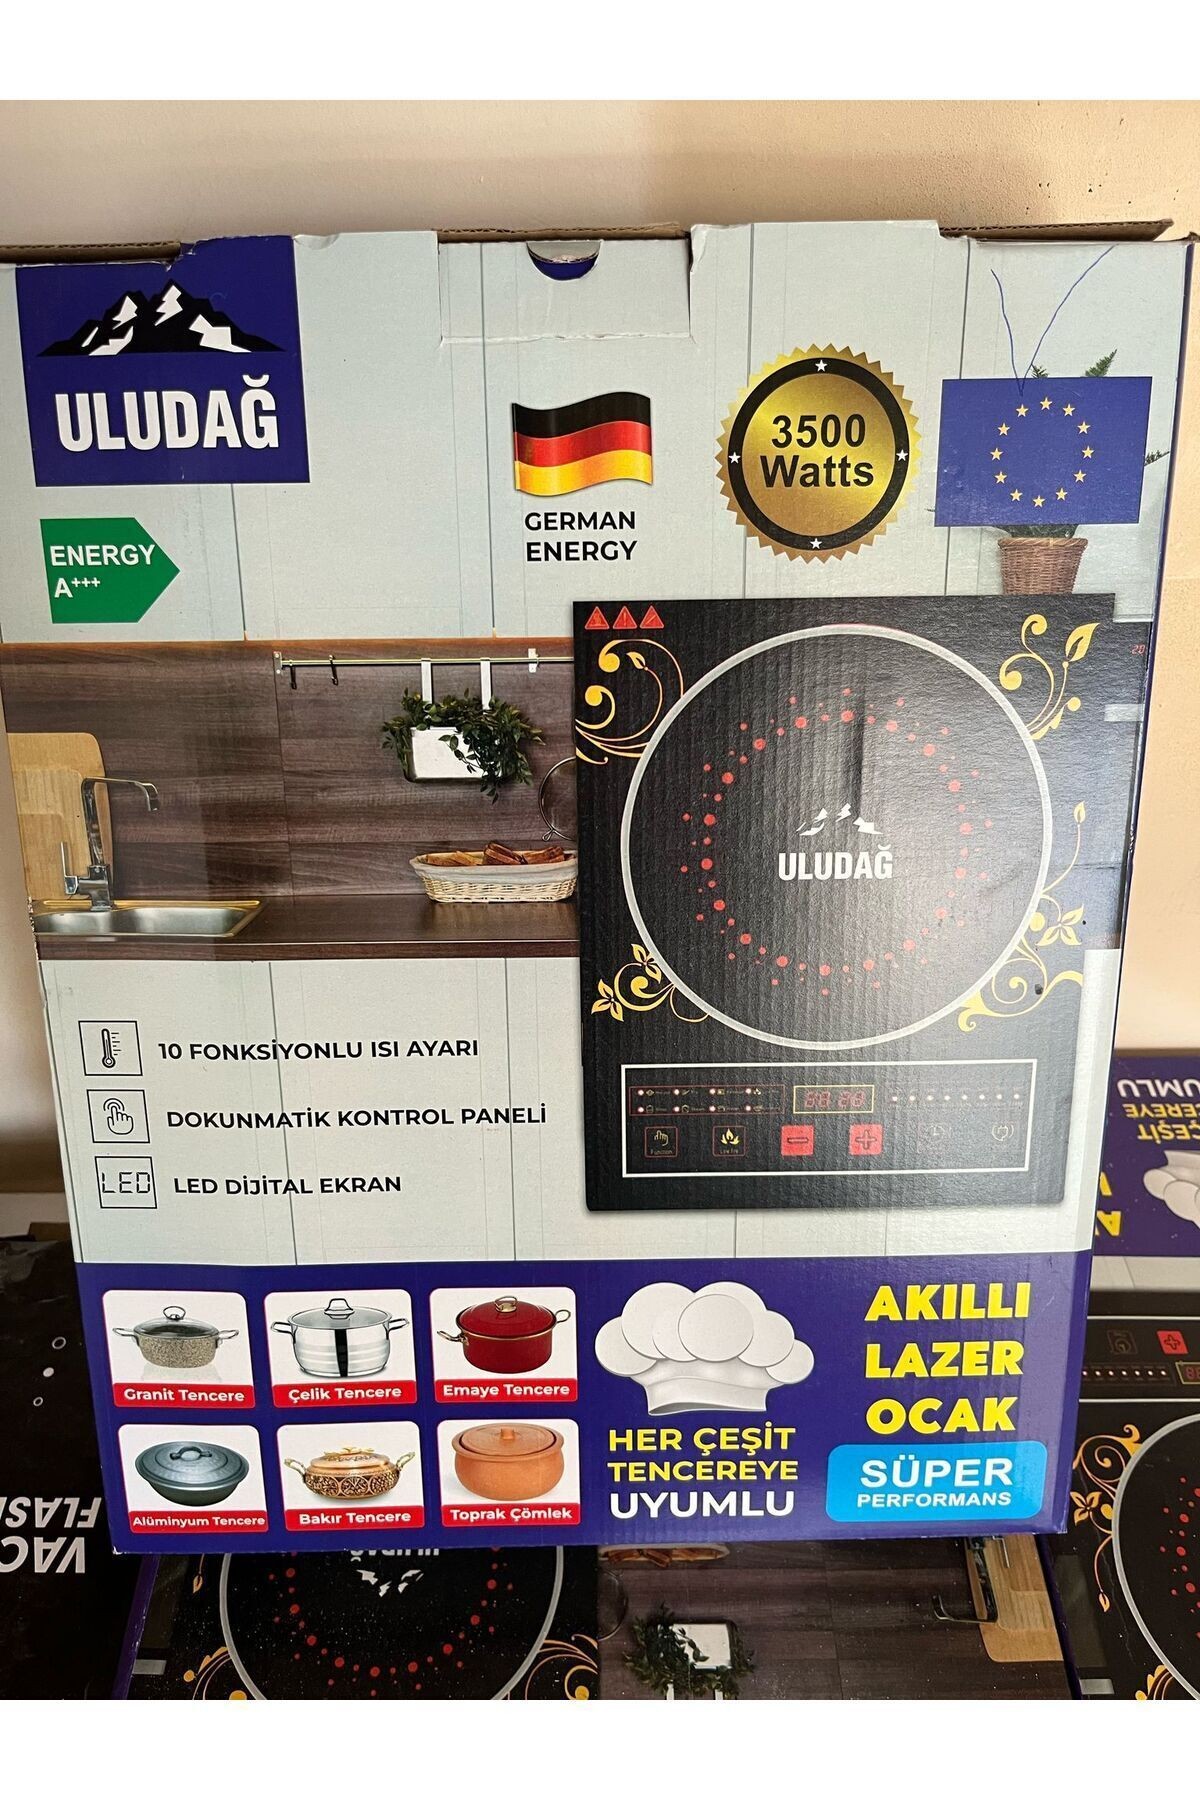 ULUDAĞ
ENERGY
A+++
GERMAN
ENERGY
3500
Watts
ULUDAĞ
10 FONKSİYONLU ISI AYARI
DOKUNMATİK KONTROL PANELİ
LED
LED DİJİTAL EKRAN
Function
Granit Tencere
Çelik Tencere
Emaye Tencere
Alüminyum Tencere
Bakır Tencere
Toprak Çömlek
HER ÇEŞİT
TENCEREYE
UYUMLU
AKILLI
LAZER
OCAK
SÜPER
PERFORMANS
ULUDAĞ